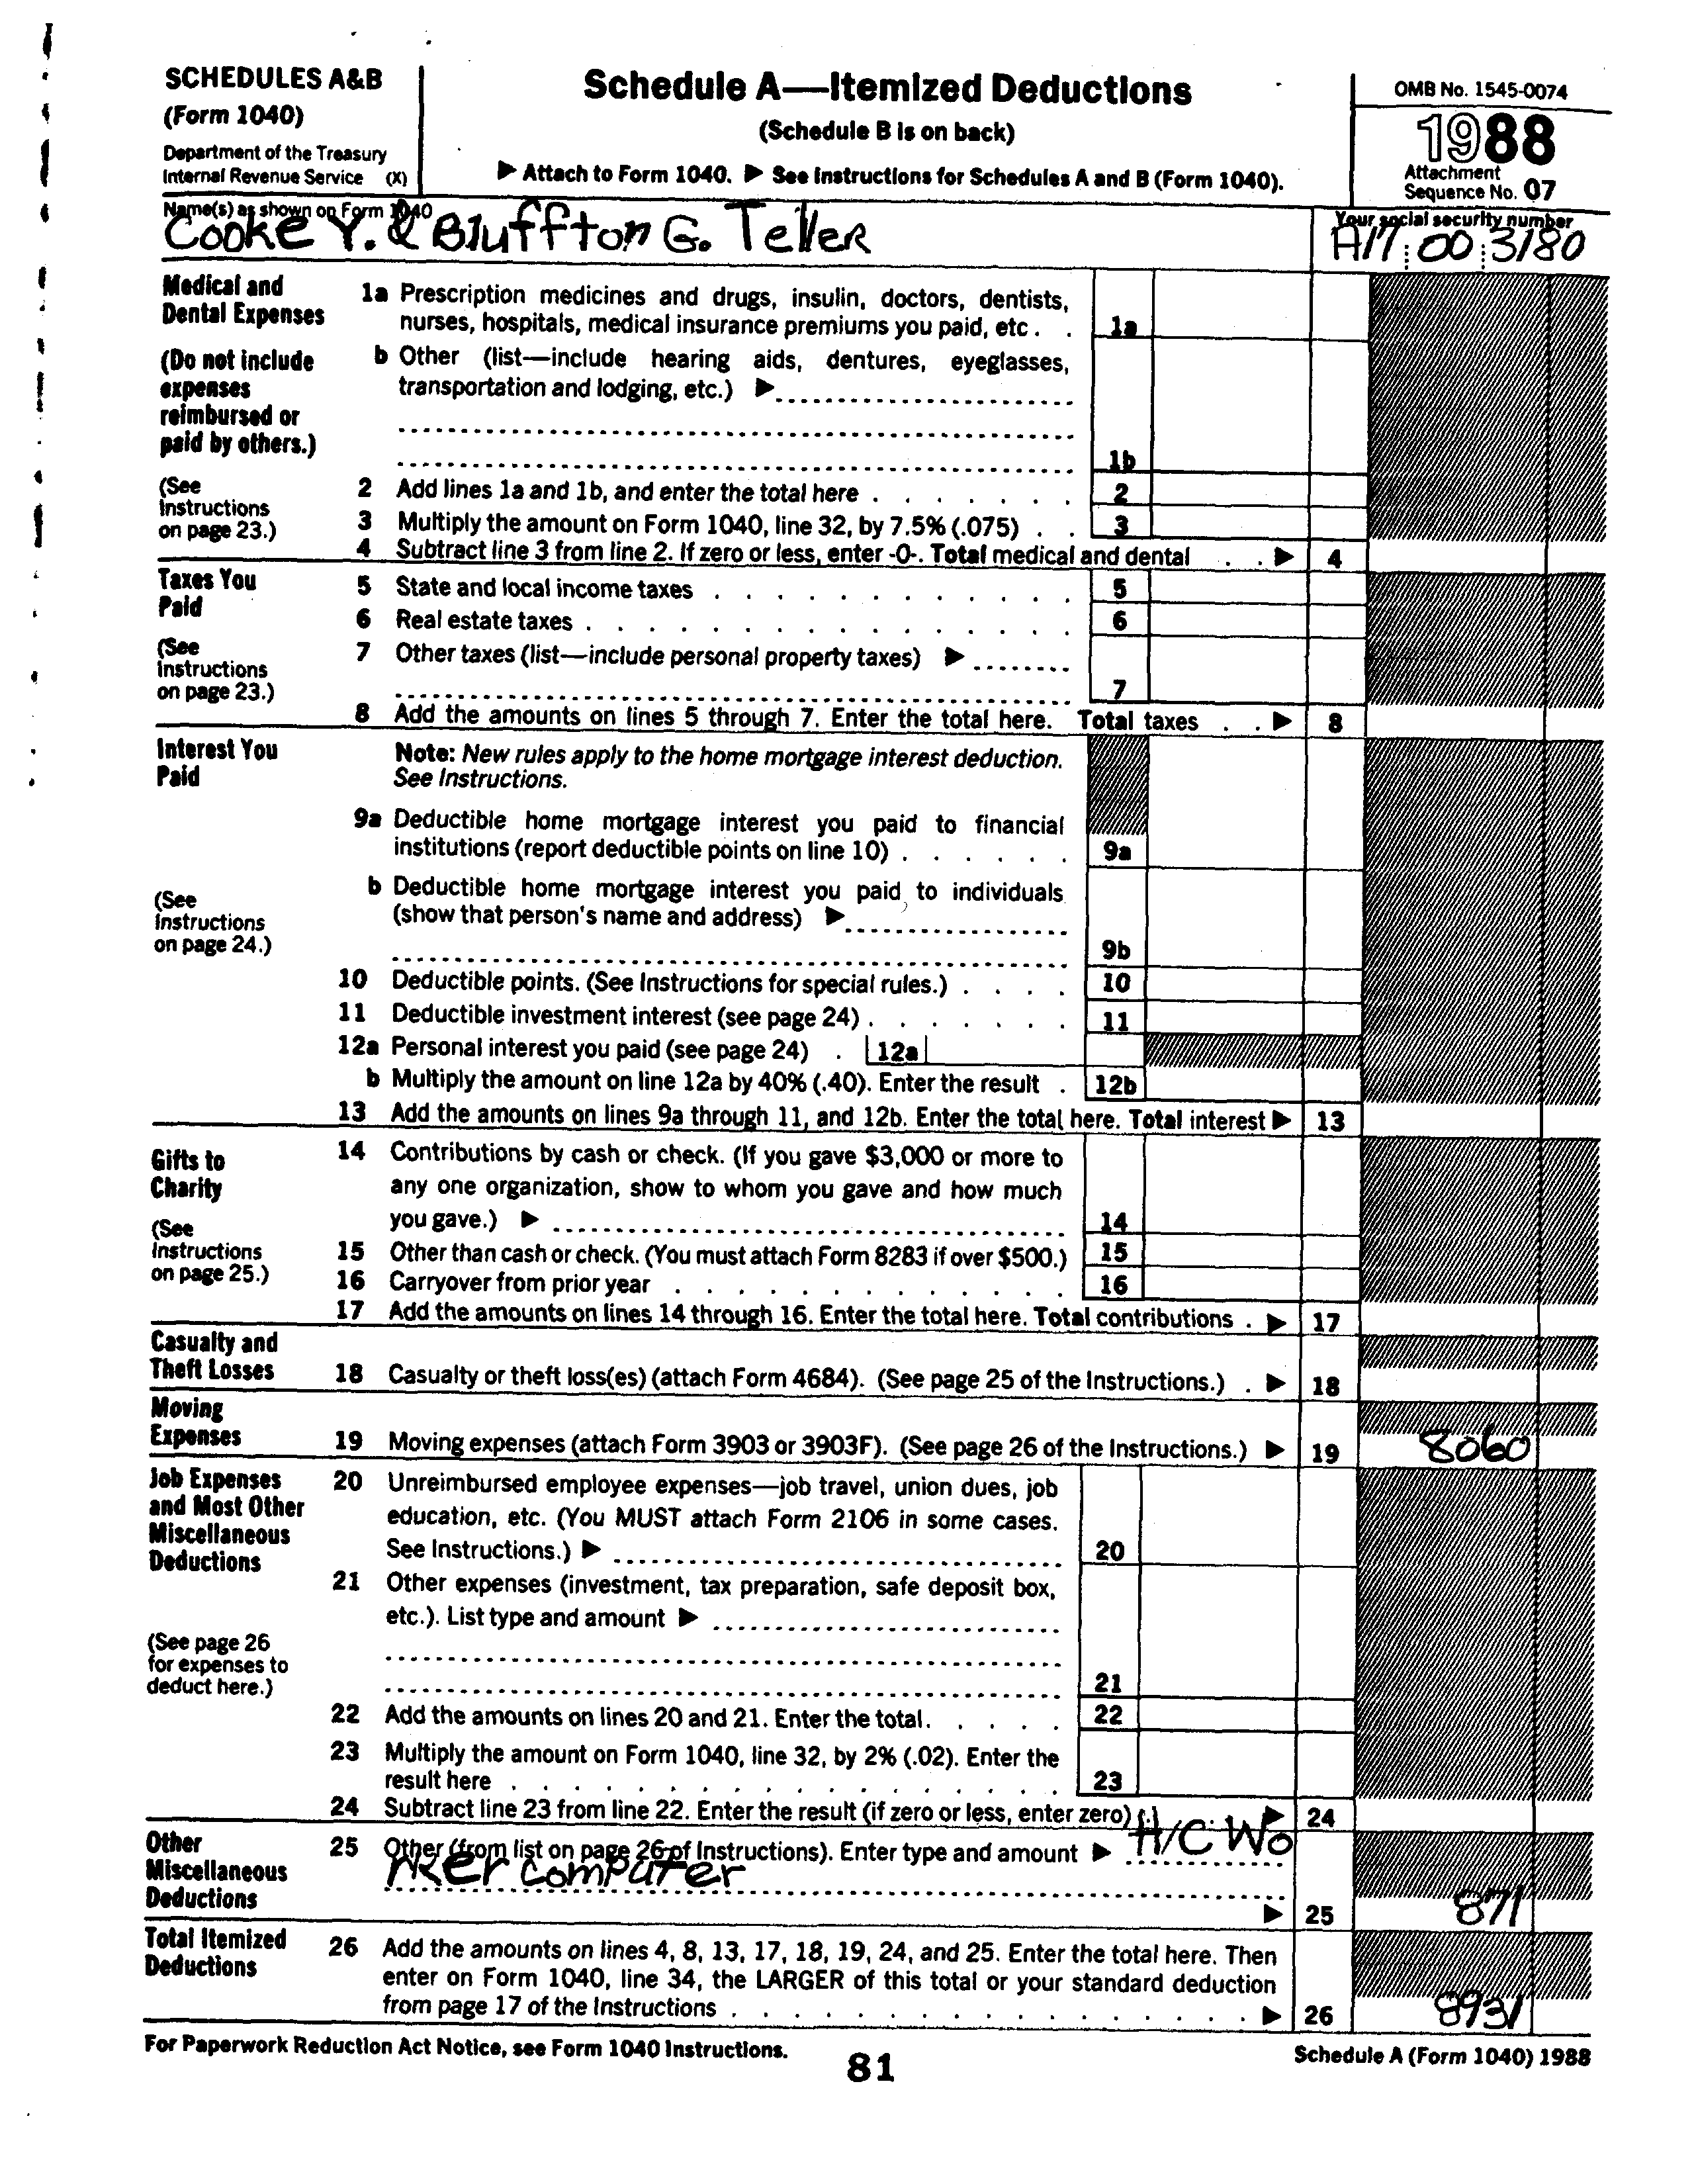 SCHEDULES A&B
(Form 1040)
Department of the Treasury
Internal Revenue Service (X)
Schedule A—Itemized Deductions
(Schedule B is on back)
▶ Attach to Form 1040. ▶ See Instructions for Schedules A and B (Form 1040).
OMB No. 1545-0074
1988
Attachment
Sequence No. 07
Name(s) as shown on Form 1040
Cooke Y. & Bluffton G. Teller
Your social security number
A17 00 3180
Medical and
Dental Expenses
(Do not include
expenses
reimbursed or
paid by others.)
(See
Instructions
on page 23.)
1a Prescription medicines and drugs, insulin, doctors, dentists,
nurses, hospitals, medical insurance premiums you paid, etc . . 1a
b Other (list—include hearing aids, dentures, eyeglasses,
transportation and lodging, etc.) ▶
1b
2 Add lines 1a and 1b, and enter the total here . . . . . . . 2
3 Multiply the amount on Form 1040, line 32, by 7.5% (.075) . . 3
4 Subtract line 3 from line 2. If zero or less, enter -0-. Total medical and dental . . ▶ 4
Taxes You
Paid
(See
Instructions
on page 23.)
5 State and local income taxes . . . . . . . . . . . . 5
6 Real estate taxes . . . . . . . . . . . . . . . . 6
7 Other taxes (list—include personal property taxes) ▶
7
8 Add the amounts on lines 5 through 7. Enter the total here. Total taxes . . ▶ 8
Interest You
Paid
(See
Instructions
on page 24.)
Note: New rules apply to the home mortgage interest deduction.
See Instructions.
9a Deductible home mortgage interest you paid to financial
institutions (report deductible points on line 10) . . . . . . 9a
b Deductible home mortgage interest you paid to individuals
(show that person's name and address) ▶
9b
10 Deductible points. (See Instructions for special rules.) . . . . 10
11 Deductible investment interest (see page 24) . . . . . . . 11
12a Personal interest you paid (see page 24) . 12a
b Multiply the amount on line 12a by 40% (.40). Enter the result . 12b
13 Add the amounts on lines 9a through 11, and 12b. Enter the total here. Total interest ▶ 13
Gifts to
Charity
(See
Instructions
on page 25.)
14 Contributions by cash or check. (If you gave $3,000 or more to
any one organization, show to whom you gave and how much
you gave.) ▶ 14
15 Other than cash or check. (You must attach Form 8283 if over $500.) 15
16 Carryover from prior year . . . . . . . . . . . . . 16
17 Add the amounts on lines 14 through 16. Enter the total here. Total contributions . ▶ 17
Casualty and
Theft Losses
18 Casualty or theft loss(es) (attach Form 4684). (See page 25 of the Instructions.) . ▶ 18
Moving
Expenses
19 Moving expenses (attach Form 3903 or 3903F). (See page 26 of the Instructions.) ▶ 19 8060
Job Expenses
and Most Other
Miscellaneous
Deductions
(See page 26
for expenses to
deduct here.)
20 Unreimbursed employee expenses—job travel, union dues, job
education, etc. (You MUST attach Form 2106 in some cases.
See Instructions.) ▶ 20
21 Other expenses (investment, tax preparation, safe deposit box,
etc.). List type and amount ▶
21
22 Add the amounts on lines 20 and 21. Enter the total. . . . . 22
23 Multiply the amount on Form 1040, line 32, by 2% (.02). Enter the
result here . . . . . . . . . . . . . . . . . . 23
24 Subtract line 23 from line 22. Enter the result (if zero or less, enter zero) . . ▶ 24
Other
Miscellaneous
Deductions
25 Other (from list on page 26 of Instructions). Enter type and amount ▶ H/C Wo
rker computer
▶ 25 871
Total Itemized
Deductions
26 Add the amounts on lines 4, 8, 13, 17, 18, 19, 24, and 25. Enter the total here. Then
enter on Form 1040, line 34, the LARGER of this total or your standard deduction
from page 17 of the Instructions . . . . . . . . . . . . . . . ▶ 26 8931
For Paperwork Reduction Act Notice, see Form 1040 Instructions.
81
Schedule A (Form 1040) 1988